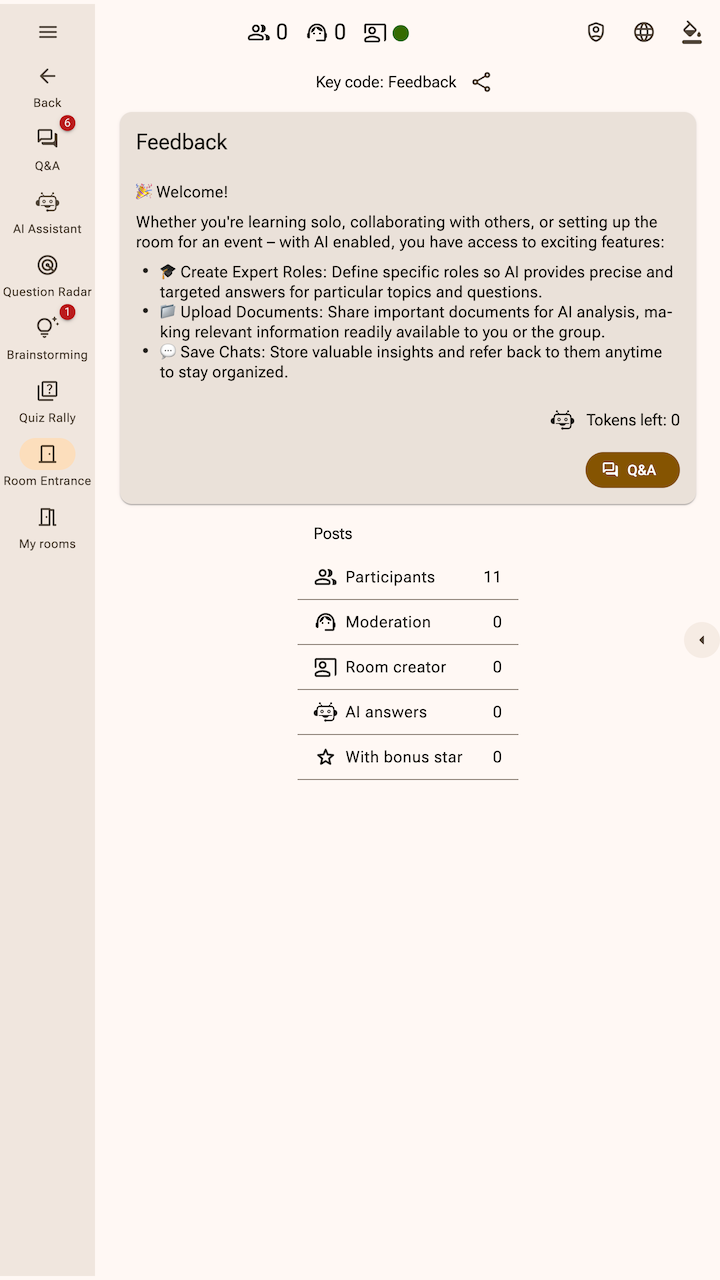 0 0
Key code: Feedback
Back
6
Q&A
AI Assistant
Question Radar
1
Brainstorming
Quiz Rally
Room Entrance
My rooms
Feedback
🎉 Welcome!
Whether you're learning solo, collaborating with others, or setting up the
room for an event – with AI enabled, you have access to exciting features:
• 🎓 Create Expert Roles: Define specific roles so AI provides precise and
targeted answers for particular topics and questions.
• 📁 Upload Documents: Share important documents for AI analysis, ma-
king relevant information readily available to you or the group.
• 💬 Save Chats: Store valuable insights and refer back to them anytime
to stay organized.
Tokens left: 0
Q&A
Posts
Participants 11
Moderation 0
Room creator 0
AI answers 0
With bonus star 0